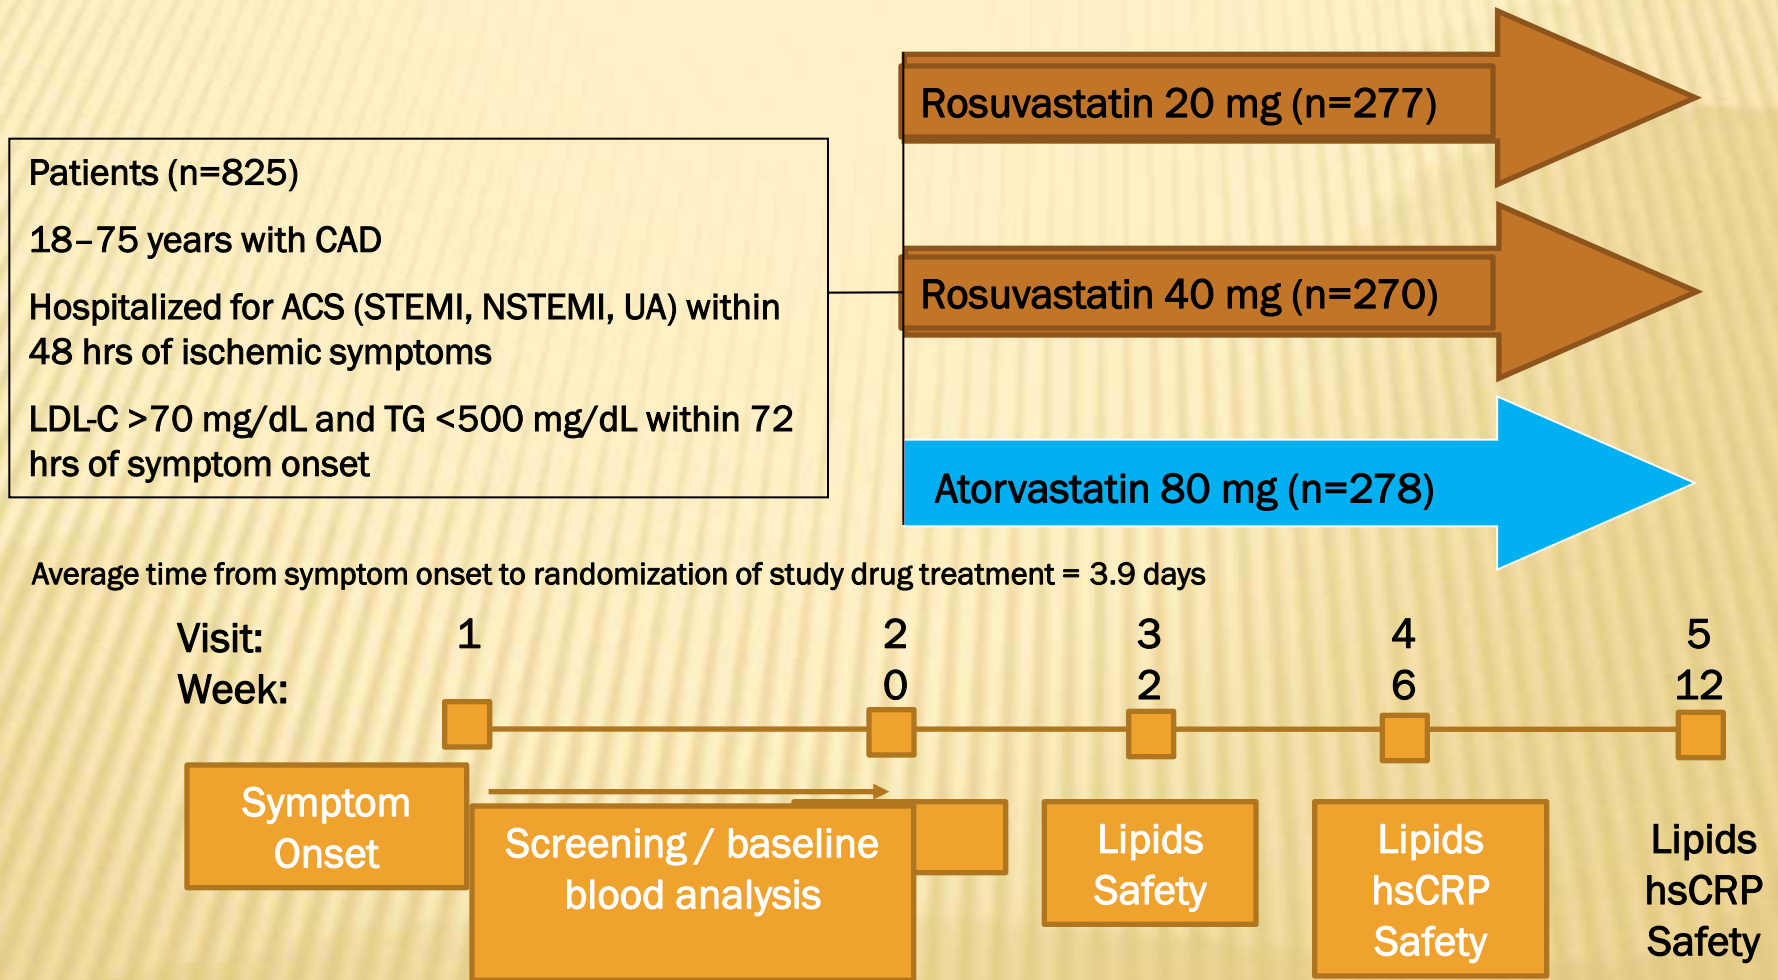 Rosuvastatin 20 mg (n=277)
Patients (n=825)
18–75 years with CAD
Hospitalized for ACS (STEMI, NSTEMI, UA) within
48 hrs of ischemic symptoms
LDL-C >70 mg/dL and TG <500 mg/dL within 72
hrs of symptom onset
Rosuvastatin 40 mg (n=270)
Atorvastatin 80 mg (n=278)
Average time from symptom onset to randomization of study drug treatment = 3.9 days
Visit: 1 2 3 4 5
Week: 0 2 6 12
Symptom
Onset
Screening / baseline
blood analysis
Lipids
Safety
Lipids
hsCRP
Safety
Lipids
hsCRP
Safety